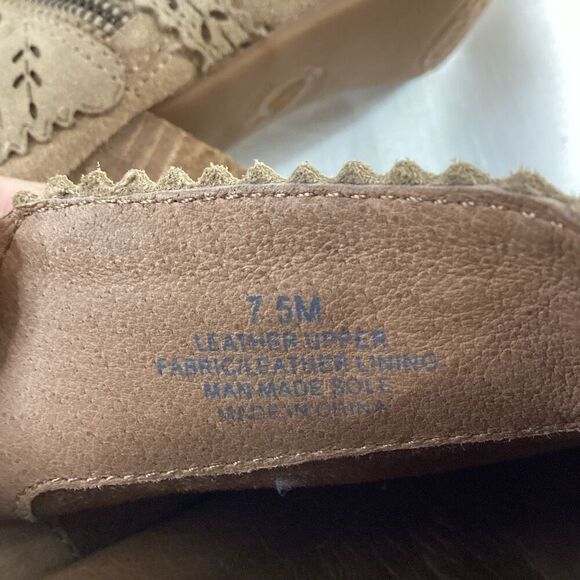 7.5M
LEATHER UPPER
FABRIC/LEATHER LINING
MAN MADE SOLE
MADE IN CHINA